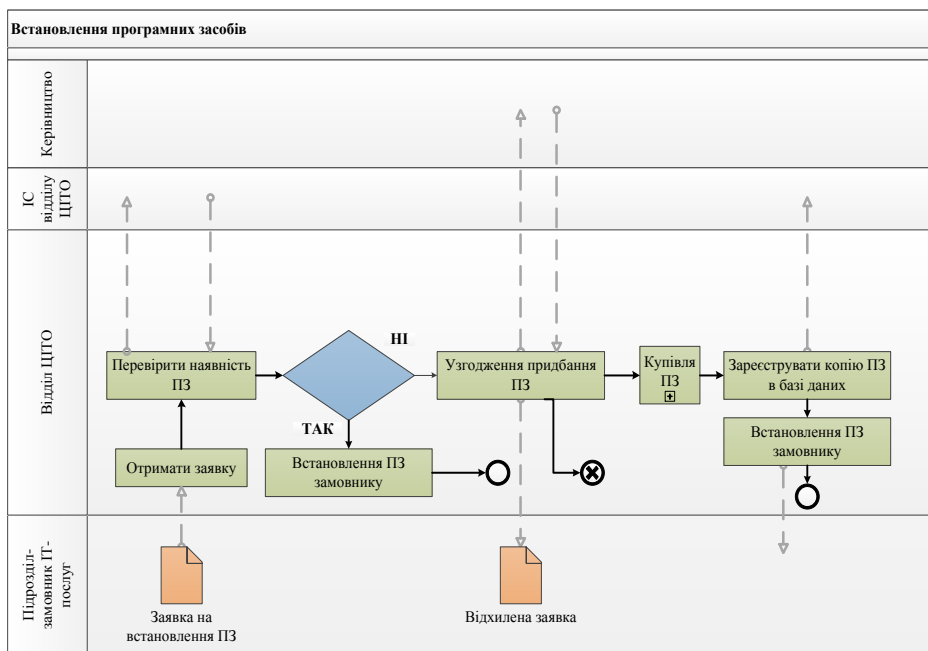 Встановлення програмних засобів
Керівництво
ІС
відділу
ЦІТО
Відділ ЦІТО
Перевірити наявність
ПЗ
НІ
Узгодження придбання
ПЗ
Купівля
ПЗ
Зареєструвати копію ПЗ
в базі даних
ТАК
Отримати заявку
Встановлення ПЗ
замовнику
Встановлення ПЗ
замовнику
Підрозділ-
замовник ІТ-
послуг
Заявка на
встановлення ПЗ
Відхилена заявка